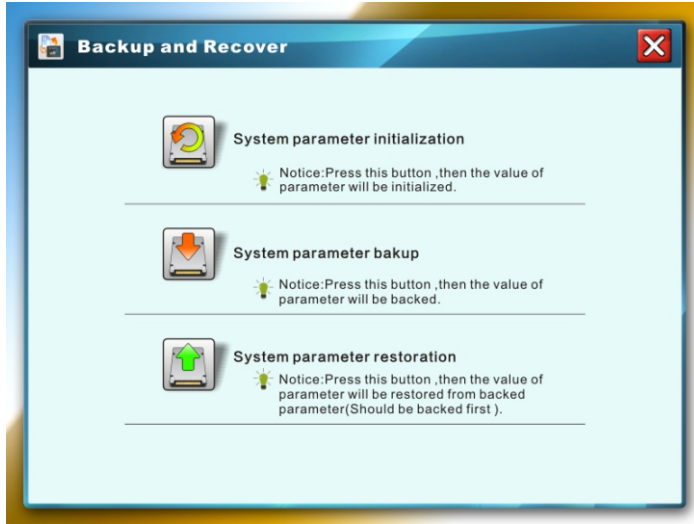 Backup and Recover
System parameter initialization
Notice:Press this button ,then the value of
parameter will be initialized.
System parameter bakup
Notice:Press this button ,then the value of
parameter will be backed.
System parameter restoration
Notice:Press this button ,then the value of
parameter will be restored from backed
parameter(Should be backed first ).